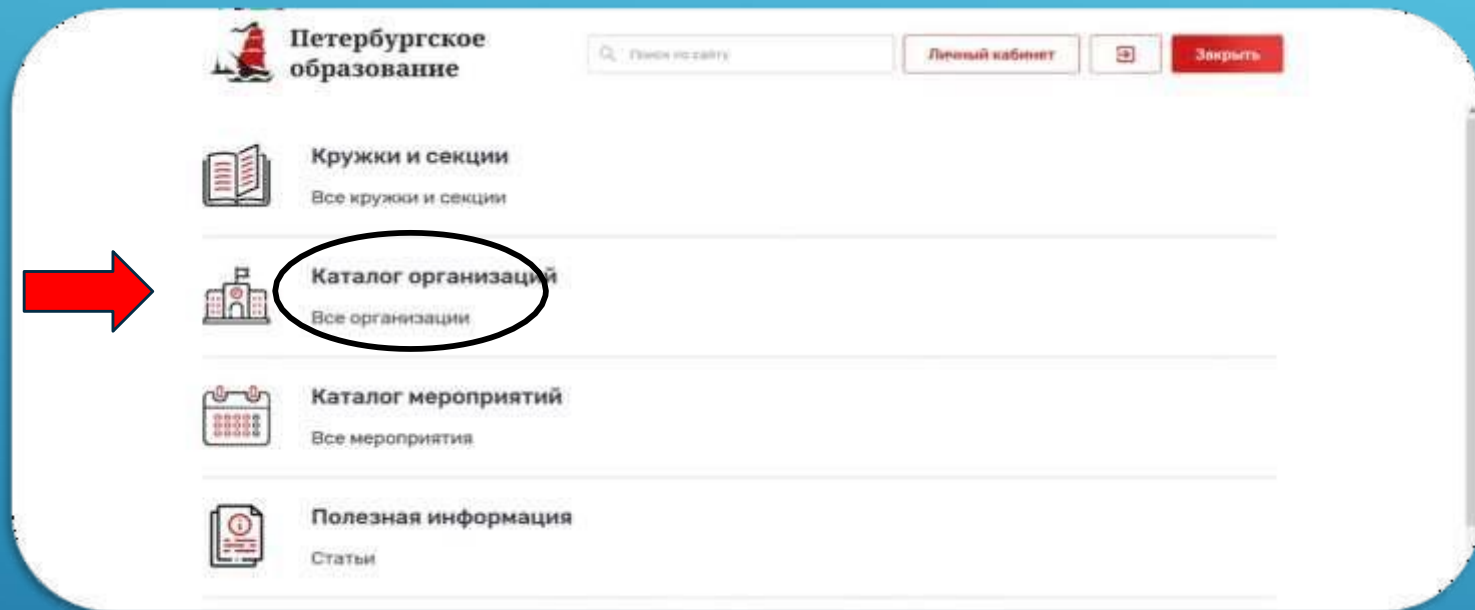 Петербургское
образование
Поиск по сайту
Личный кабинет
Закрыть
Кружки и секции
Все кружки и секции
Каталог организаций
Все организации
Каталог мероприятий
Все мероприятия
Полезная информация
Статьи